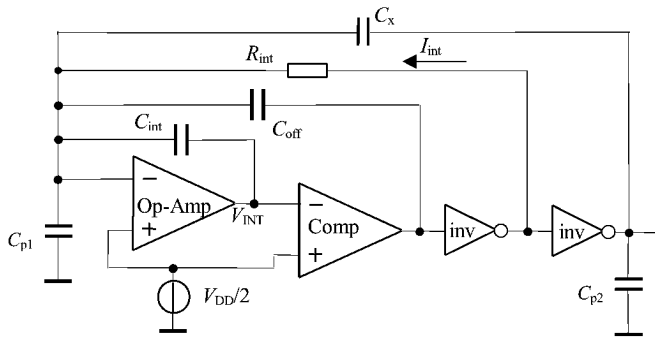 Cx
Iint
Rint
Cint
Coff
−
−
Op-Amp
VINT
Comp
inv
inv
Cp1
+
+
Cp2
VDD/2